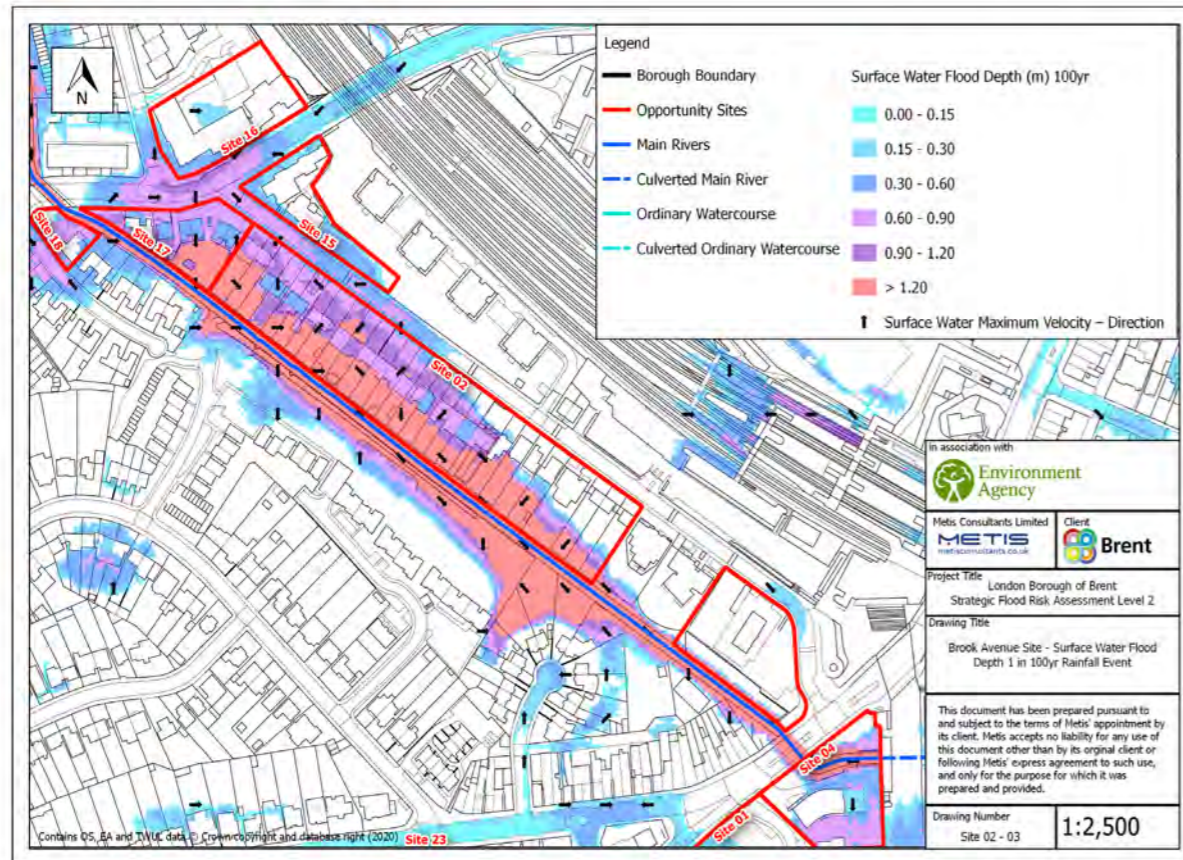 N
Site 16
Site 15
Site 18
Site 17
Site 02
Site 04
Site 01
Site 23
Contains OS, EA and TWUL data © Crown copyright and database right (2020)
Legend
Borough Boundary
Opportunity Sites
Main Rivers
Culverted Main River
Ordinary Watercourse
Culverted Ordinary Watercourse
Surface Water Flood Depth (m) 100yr
0.00 - 0.15
0.15 - 0.30
0.30 - 0.60
0.60 - 0.90
0.90 - 1.20
> 1.20
Surface Water Maximum Velocity – Direction
In association with
Environment
Agency
Metis Consultants Limited
METIS
metisconsultants.co.uk
Client
Brent
Project Title
London Borough of Brent
Strategic Flood Risk Assessment Level 2
Drawing Title
Brook Avenue Site - Surface Water Flood
Depth 1 in 100yr Rainfall Event
This document has been prepared pursuant to
and subject to the terms of Metis' appointment by
its client. Metis accepts no liability for any use of
this document other than by its orginal client or
following Metis' express agreement to such use,
and only for the purpose for which it was
prepared and provided.
Drawing Number
Site 02 - 03
1:2,500